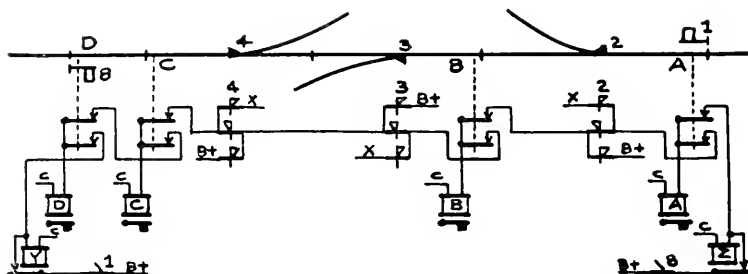 4 1
D 3 2
8 C B A
4 3 2
X B+ X
B+ X B+
C C C C
D C B A
C C
Y Z
1 B+ B+ 8